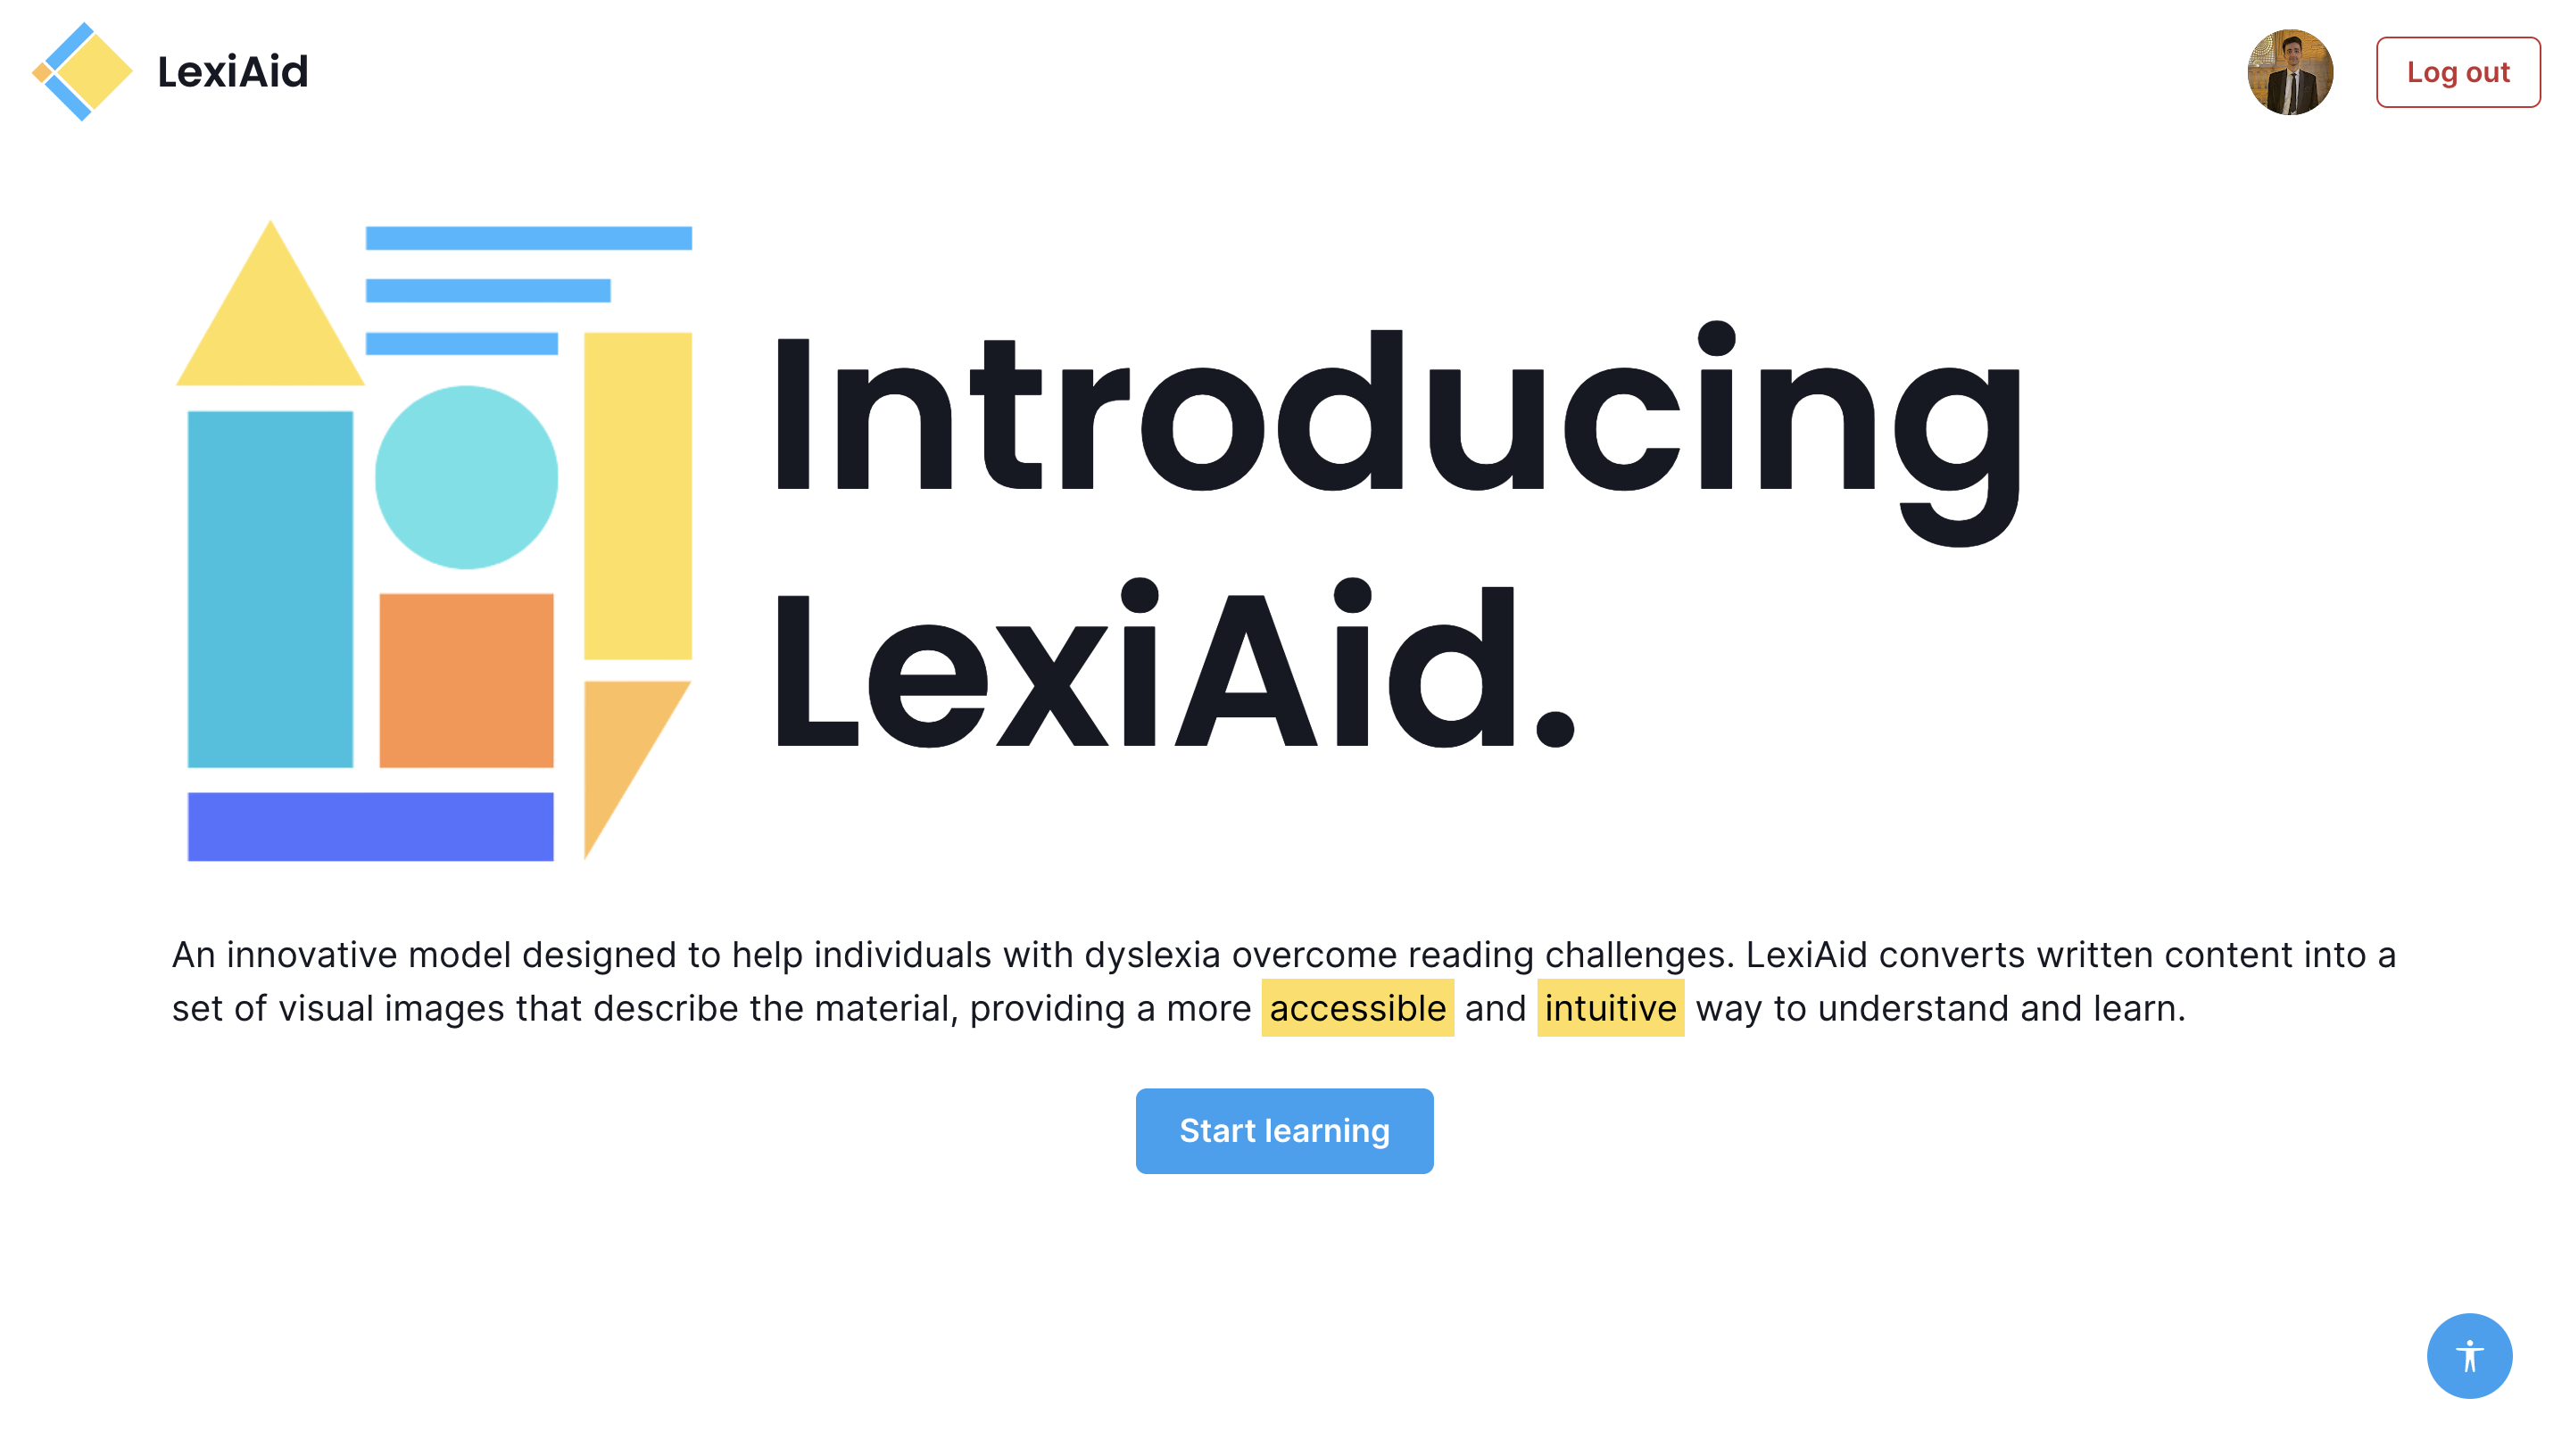 LexiAid
Log out
Introducing
LexiAid.
An innovative model designed to help individuals with dyslexia overcome reading challenges. LexiAid converts written content into a
set of visual images that describe the material, providing a more accessible and intuitive way to understand and learn.
Start learning